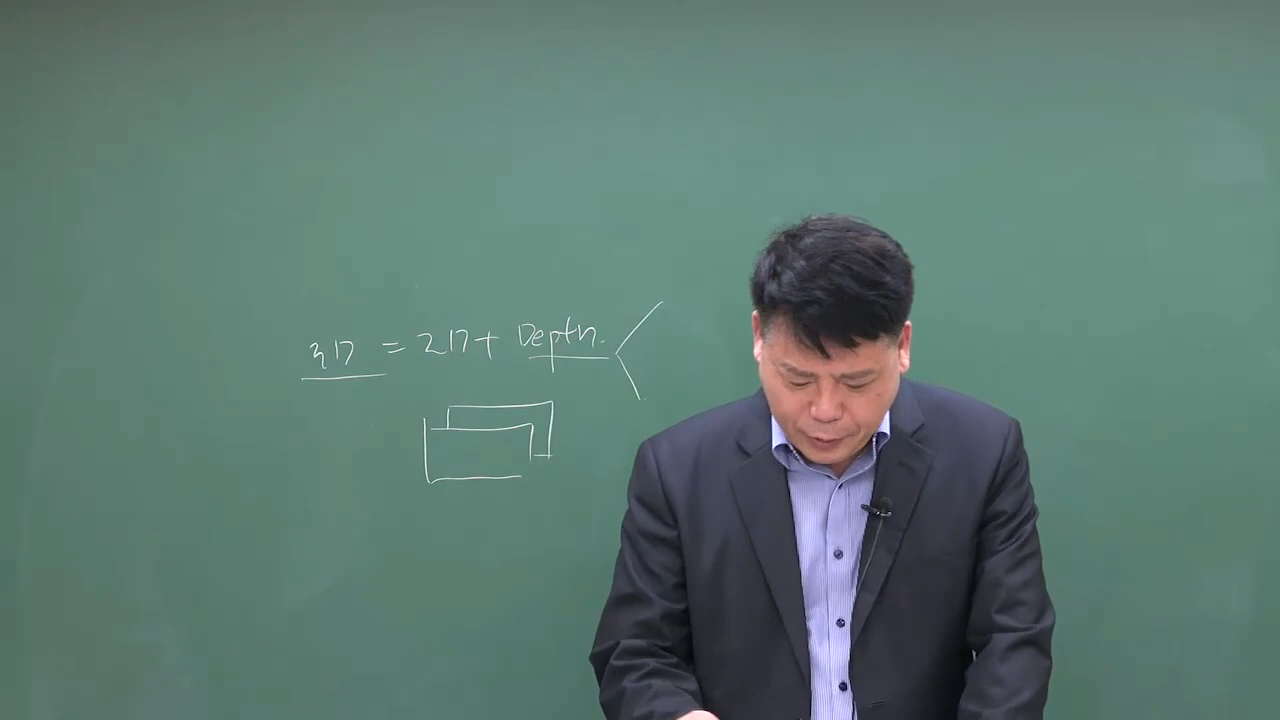 3D = 2D + Depth.